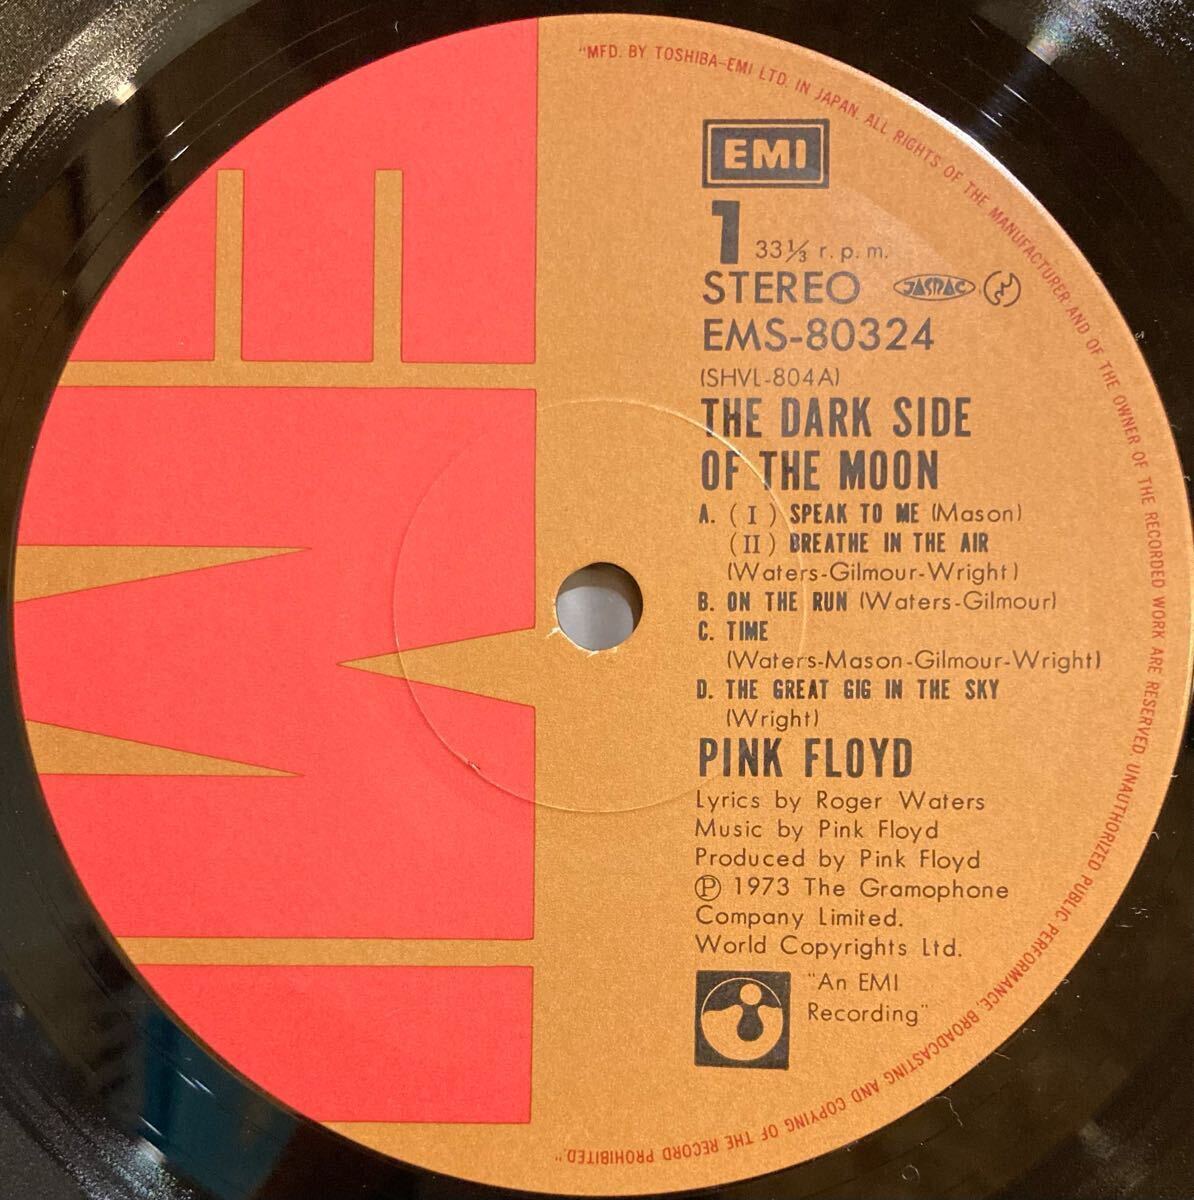 "MFD. BY TOSHIBA-EMI LTD. IN JAPAN. ALL RIGHTS OF THE MANUFACTURER AND OF THE OWNER OF THE RECORDED WORK ARE RESERVED. UNAUTHORIZED PUBLIC PERFORMANCE, BROADCASTING AND COPYING OF THE RECORD PROHIBITED."
EMI
1 33⅓ r.p.m.
STEREO JASRAC
EMS-80324
(SHVL-804A)
THE DARK SIDE
OF THE MOON
A. (I) SPEAK TO ME (Mason)
(II) BREATHE IN THE AIR
(Waters-Gilmour-Wright)
B. ON THE RUN (Waters-Gilmour)
C. TIME
(Waters-Mason-Gilmour-Wright)
D. THE GREAT GIG IN THE SKY
(Wright)
PINK FLOYD
Lyrics by Roger Waters
Music by Pink Floyd
Produced by Pink Floyd
℗ 1973 The Gramophone
Company Limited.
World Copyrights Ltd.
"An EMI
Recording"
EMI